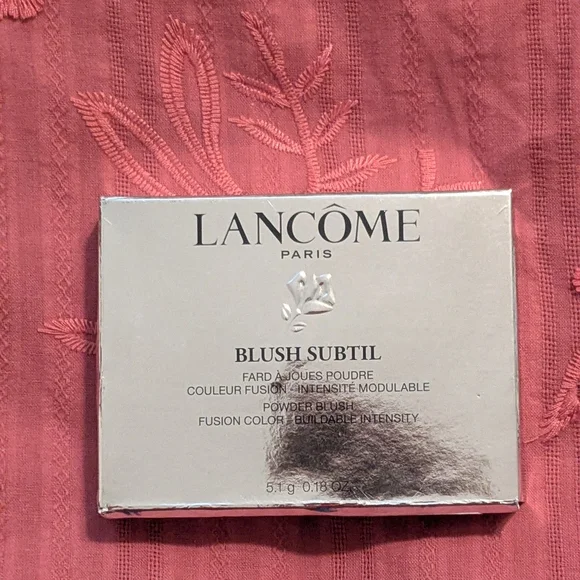 LANCÔME
PARIS
BLUSH SUBTIL
FARD À JOUES POUDRE
COULEUR FUSION - INTENSITÉ MODULABLE
POWDER BLUSH
FUSION COLOR - BUILDABLE INTENSITY
5.1 g 0.18 OZ.